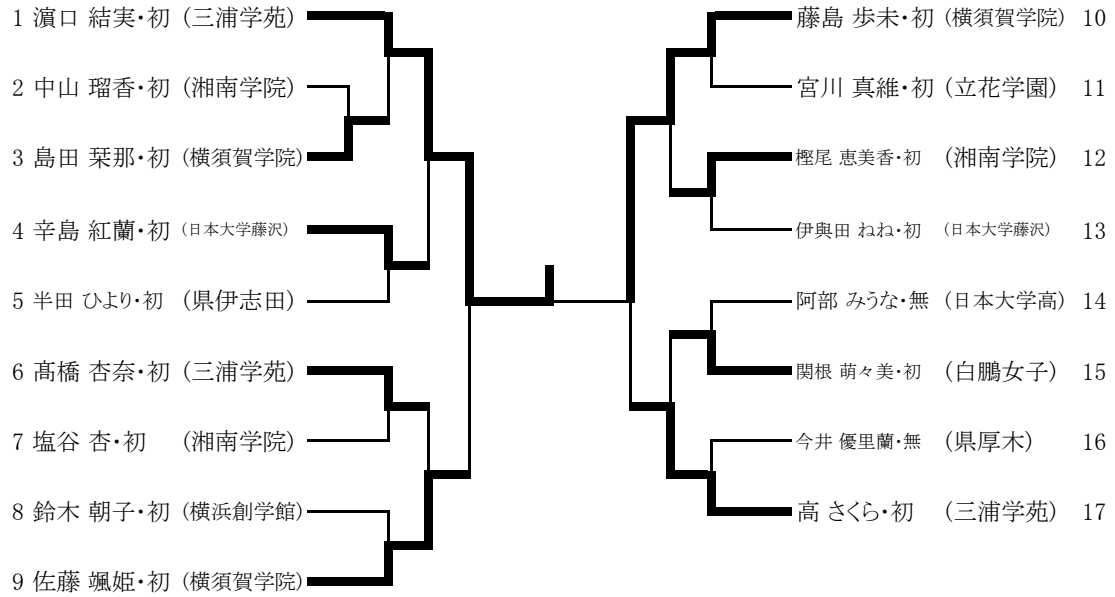 1 濵口 結実・初 (三浦学苑)
2 中山 瑠香・初 (湘南学院)
3 島田 栞那・初 (横須賀学院)
4 辛島 紅蘭・初 (日本大学藤沢)
5 半田 ひより・初 (県伊志田)
6 髙橋 杏奈・初 (三浦学苑)
7 塩谷 杏・初 (湘南学院)
8 鈴木 朝子・初 (横浜創学館)
9 佐藤 颯姫・初 (横須賀学院)
藤島 歩未・初 (横須賀学院) 10
宮川 真維・初 (立花学園) 11
樫尾 恵美香・初 (湘南学院) 12
伊與田 ねね・初 (日本大学藤沢) 13
阿部 みうな・無 (日本大学高) 14
関根 萌々美・初 (白鵬女子) 15
今井 優里蘭・無 (県厚木) 16
高 さくら・初 (三浦学苑) 17